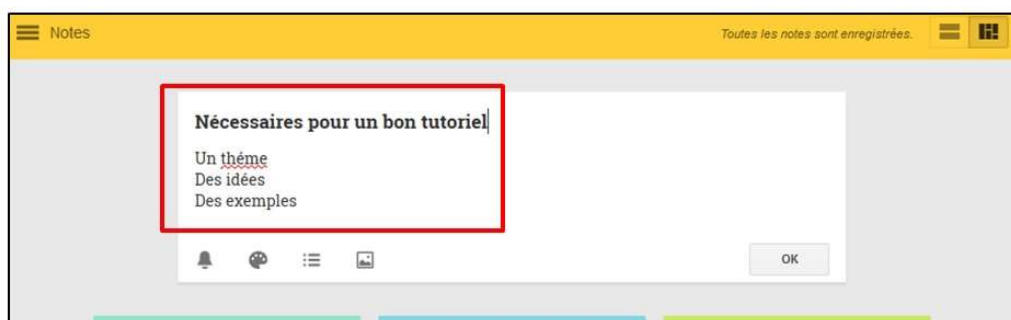 Notes
Toutes les notes sont enregistrées.
Nécessaires pour un bon tutoriel
Un théme
Des idées
Des exemples
OK